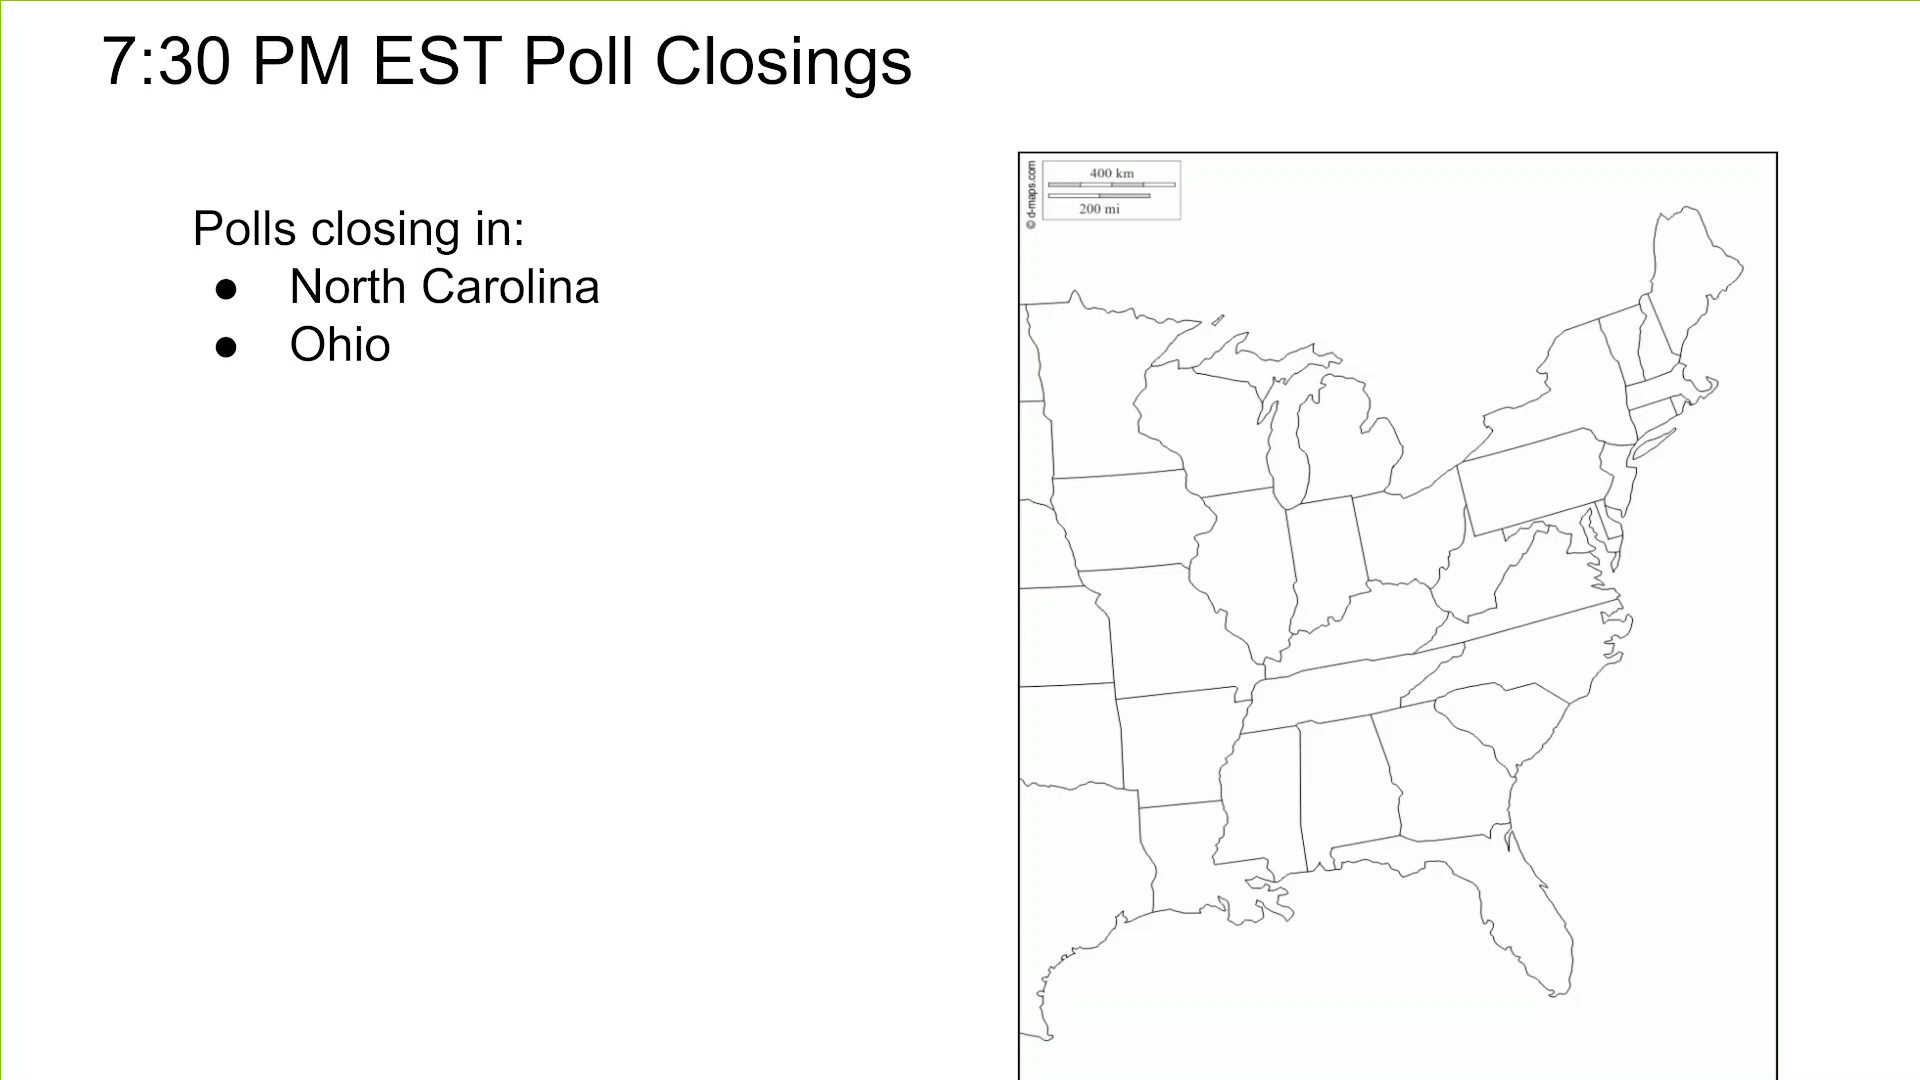 7:30 PM EST Poll Closings
Polls closing in:
● North Carolina
● Ohio
© d-maps.com
400 km
200 mi